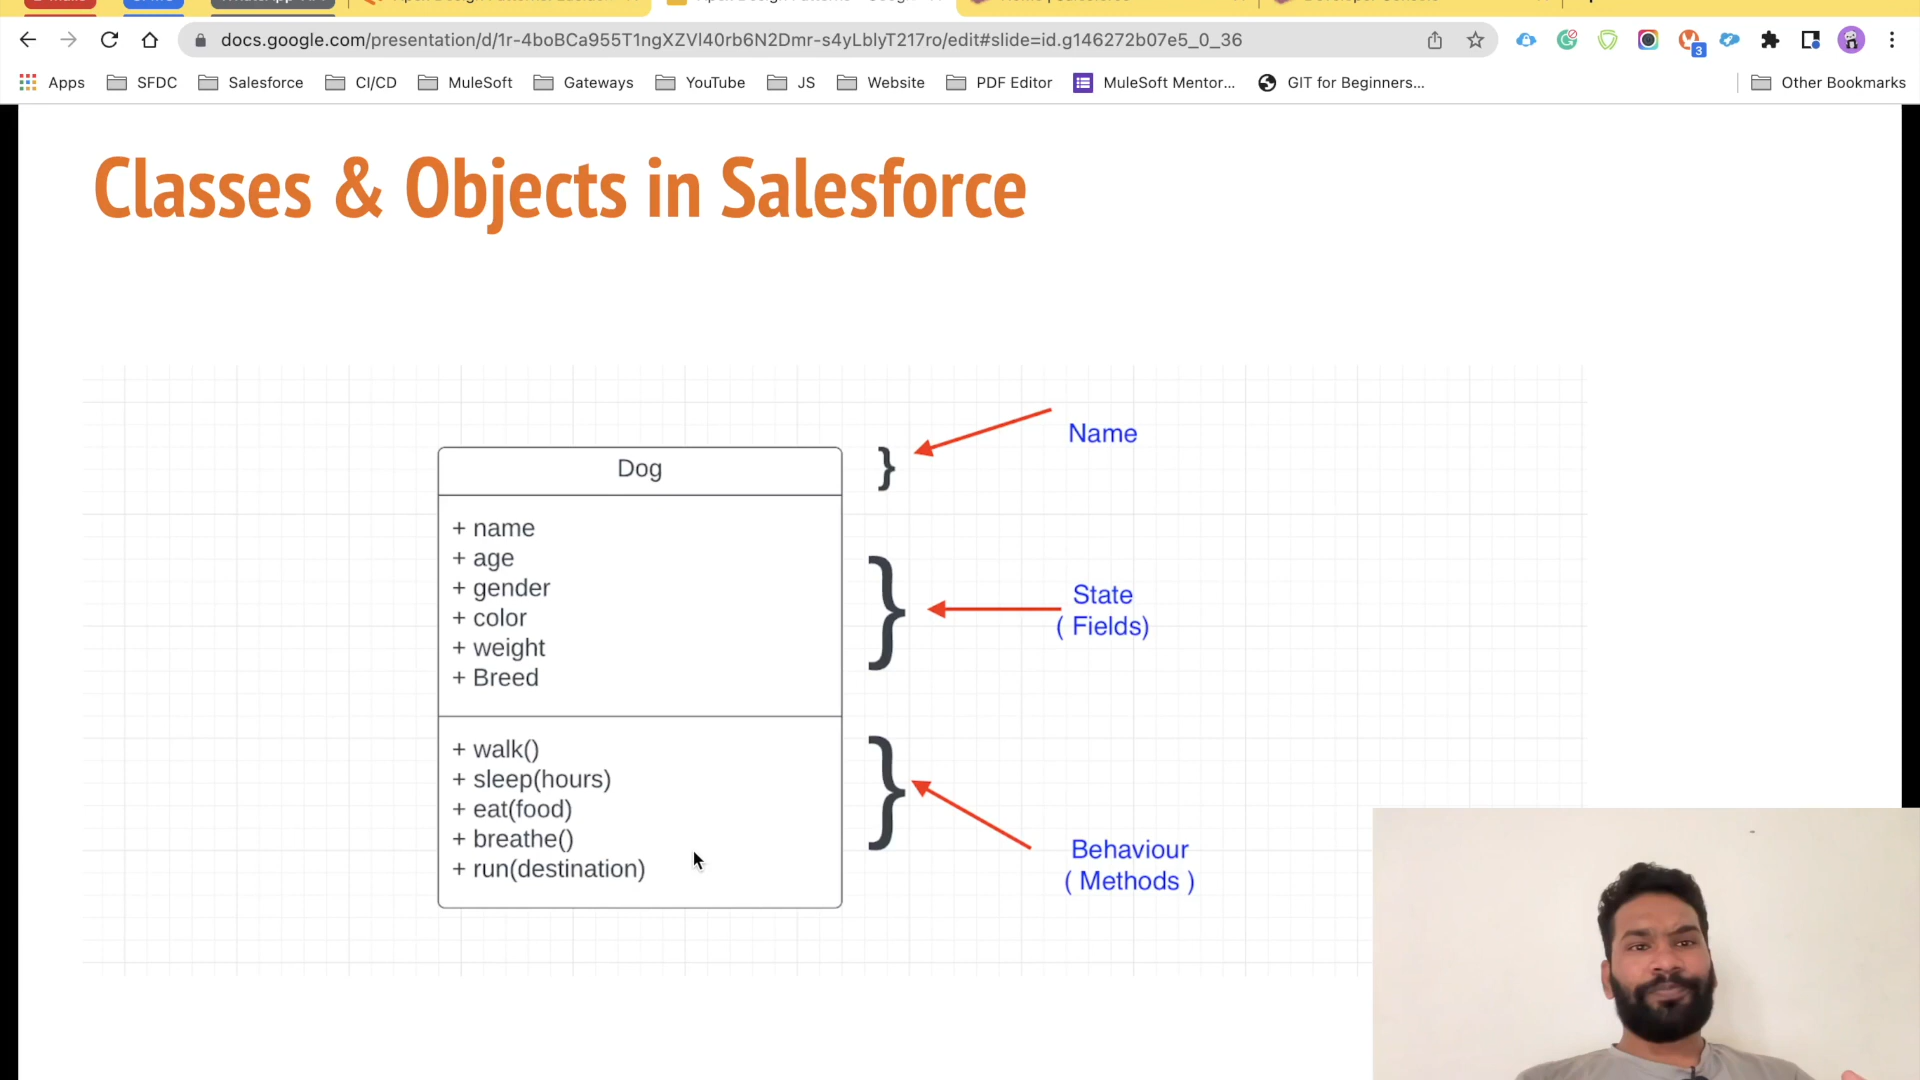 docs.google.com/presentation/d/1r-4boBCa955T1ngXZVl40rb6N2Dmr-s4yLblyT217ro/edit#slide=id.g146272b07e5_0_36
3
Apps SFDC Salesforce CI/CD MuleSoft Gateways YouTube JS Website PDF Editor MuleSoft Mentor... GIT for Beginners... Other Bookmarks
Classes & Objects in Salesforce
Name
Dog
}
+ name
+ age
+ gender
+ color
+ weight
+ Breed
}
State
( Fields)
+ walk()
+ sleep(hours)
+ eat(food)
+ breathe()
+ run(destination)
}
Behaviour
( Methods )